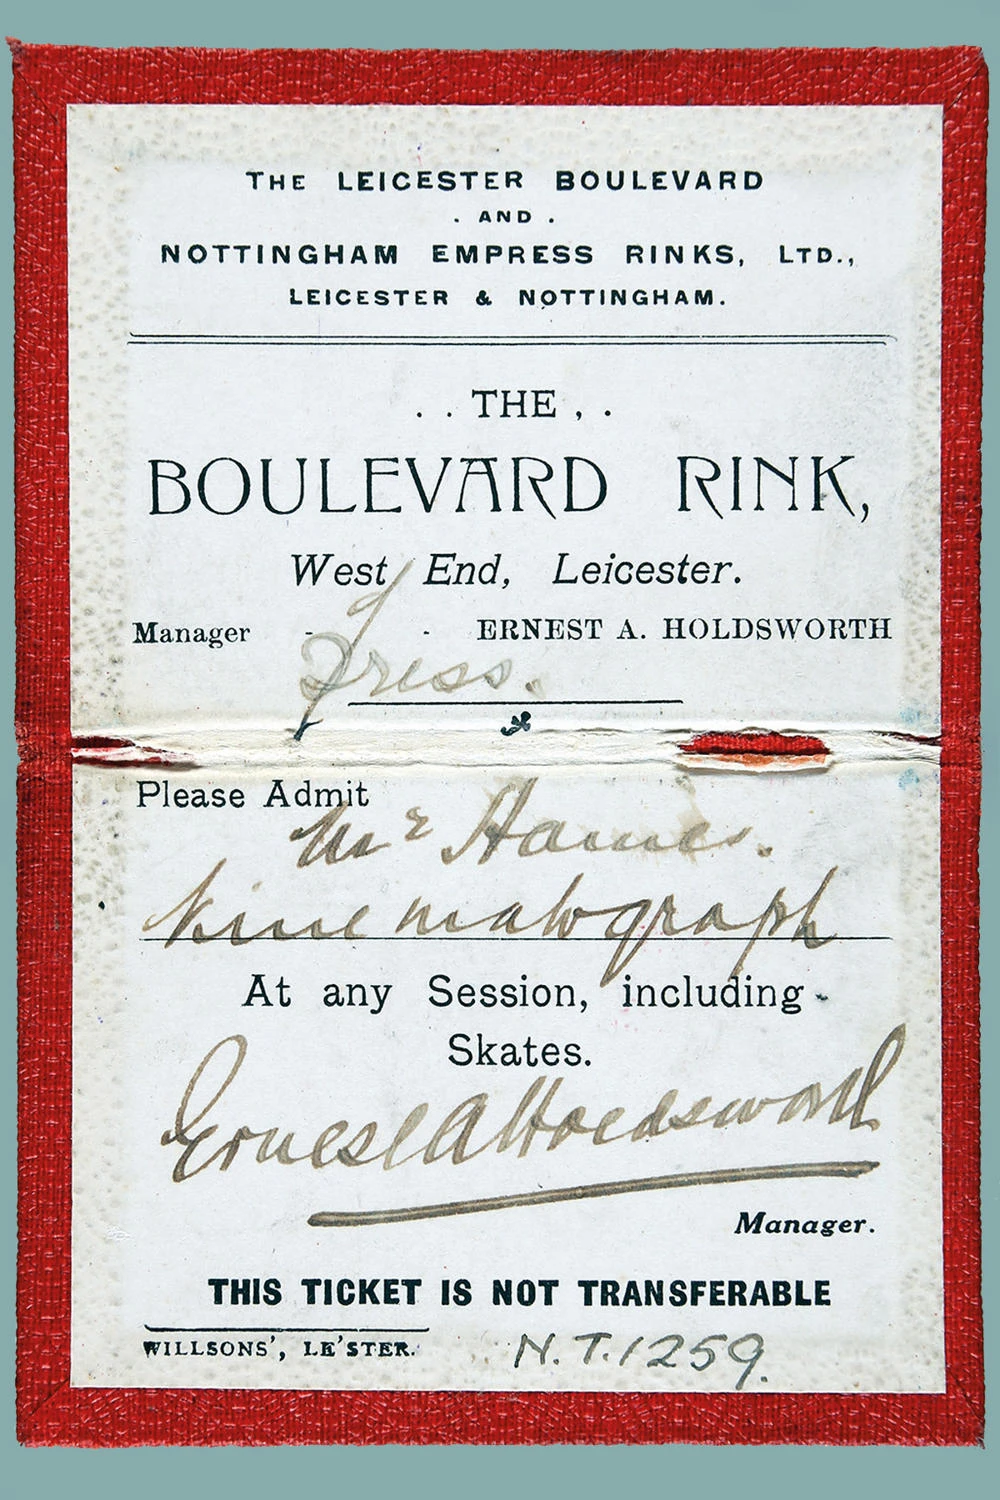 THE LEICESTER BOULEVARD
. AND .
NOTTINGHAM EMPRESS RINKS, LTD.,
LEICESTER & NOTTINGHAM.
. . THE , .
BOULEVARD RINK,
West End, Leicester.
Manager - - ERNEST A. HOLDSWORTH
Press.
Please Admit
Mr Haines.
Kinematograph
At any Session, including
Skates.
Ernest A Holdsworth
Manager.
THIS TICKET IS NOT TRANSFERABLE
WILLSONS', LE'STER.
N.T.1259.